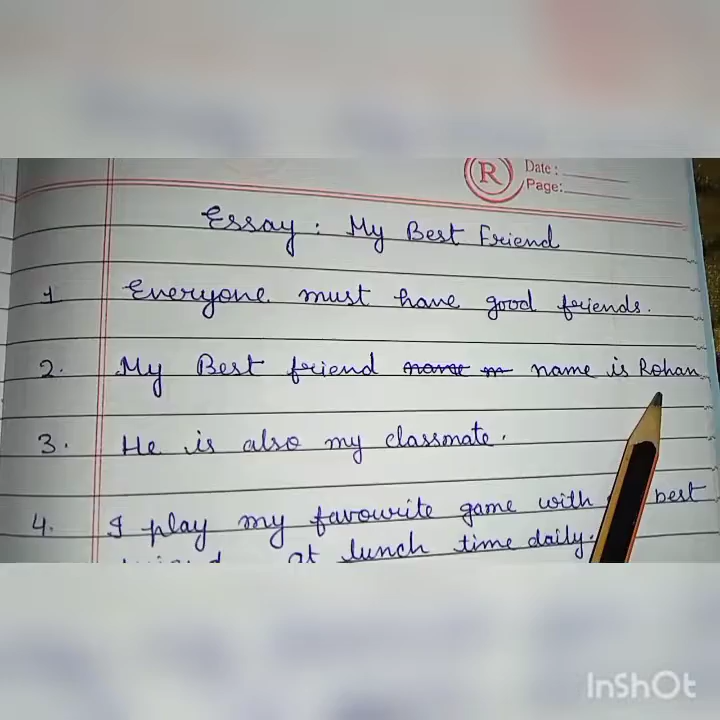 R
Date:
Page:
Essay : My Best Friend
1 Everyone must have good friends.
2. My Best friend name is Rohan
3. He is also my classmate.
4. I play my favourite game with best
at lunch time daily.
InShOt